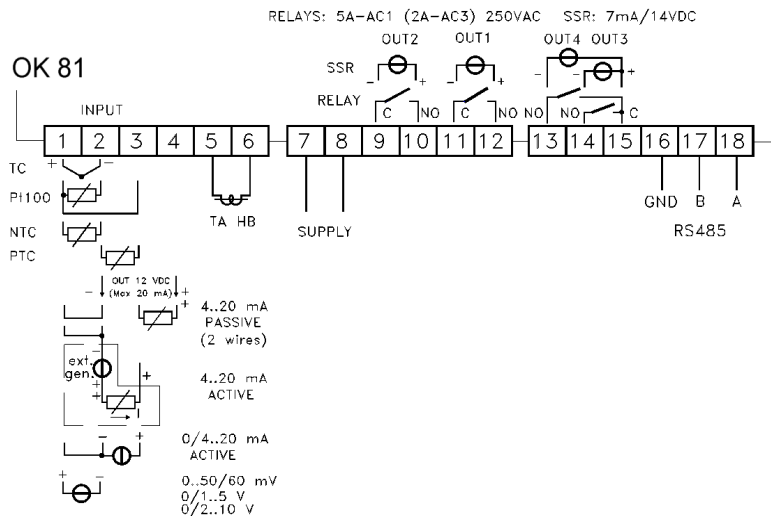 RELAYS: 5A-AC1 (2A-AC3) 250VAC SSR: 7mA/14VDC
OUT2 OUT1 OUT4 OUT3
OK 81
SSR - + - + - - +
RELAY
INPUT
C NO C NO NO NO C
1 2 3 4 5 6 7 8 9 10 11 12 13 14 15 16 17 18
TC + -
Pt100
TA HB
SUPPLY
GND B A
RS485
NTC
PTC
OUT 12 VDC
- (Max 20 mA) +
+
4..20 mA
PASSIVE
(2 wires)
-
ext.
gen.
+
+
+
I
4..20 mA
ACTIVE
- +
0/4..20 mA
ACTIVE
+ -
0..50/60 mV
0/1..5 V
0/2..10 V